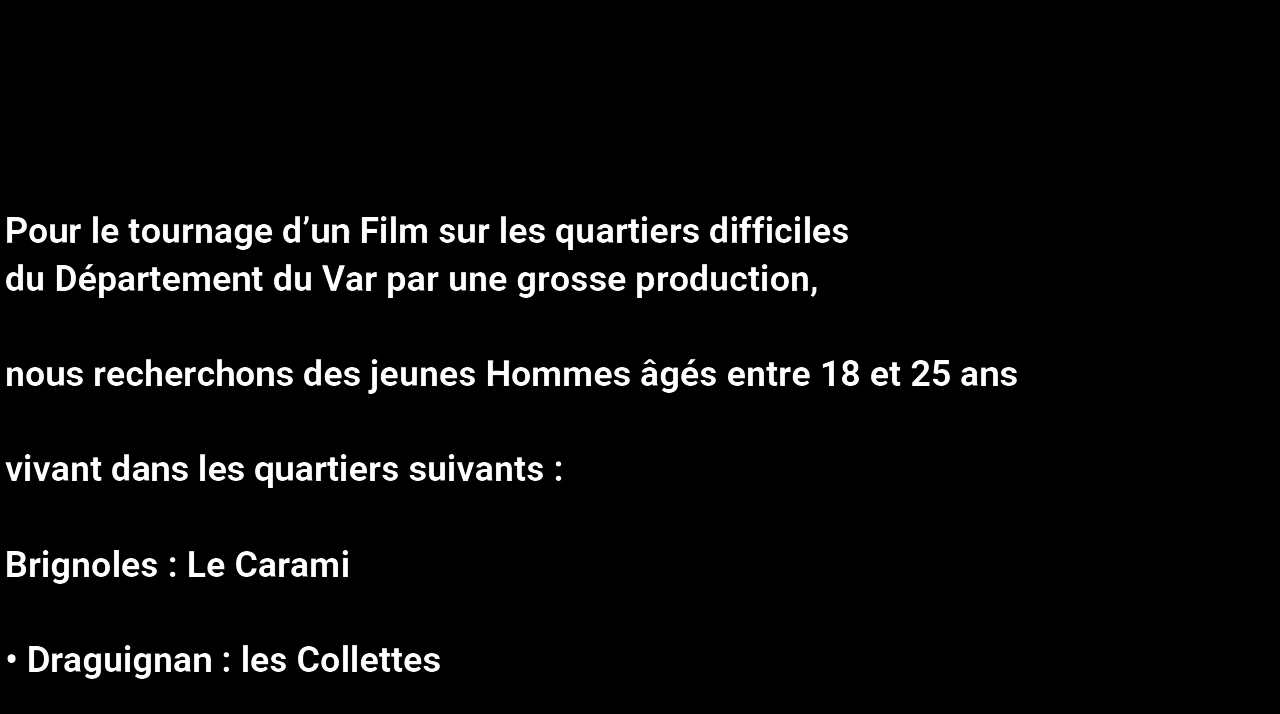 Pour le tournage d’un Film sur les quartiers difficiles
du Département du Var par une grosse production,
nous recherchons des jeunes Hommes âgés entre 18 et 25 ans
vivant dans les quartiers suivants :
Brignoles : Le Carami
• Draguignan : les Collettes